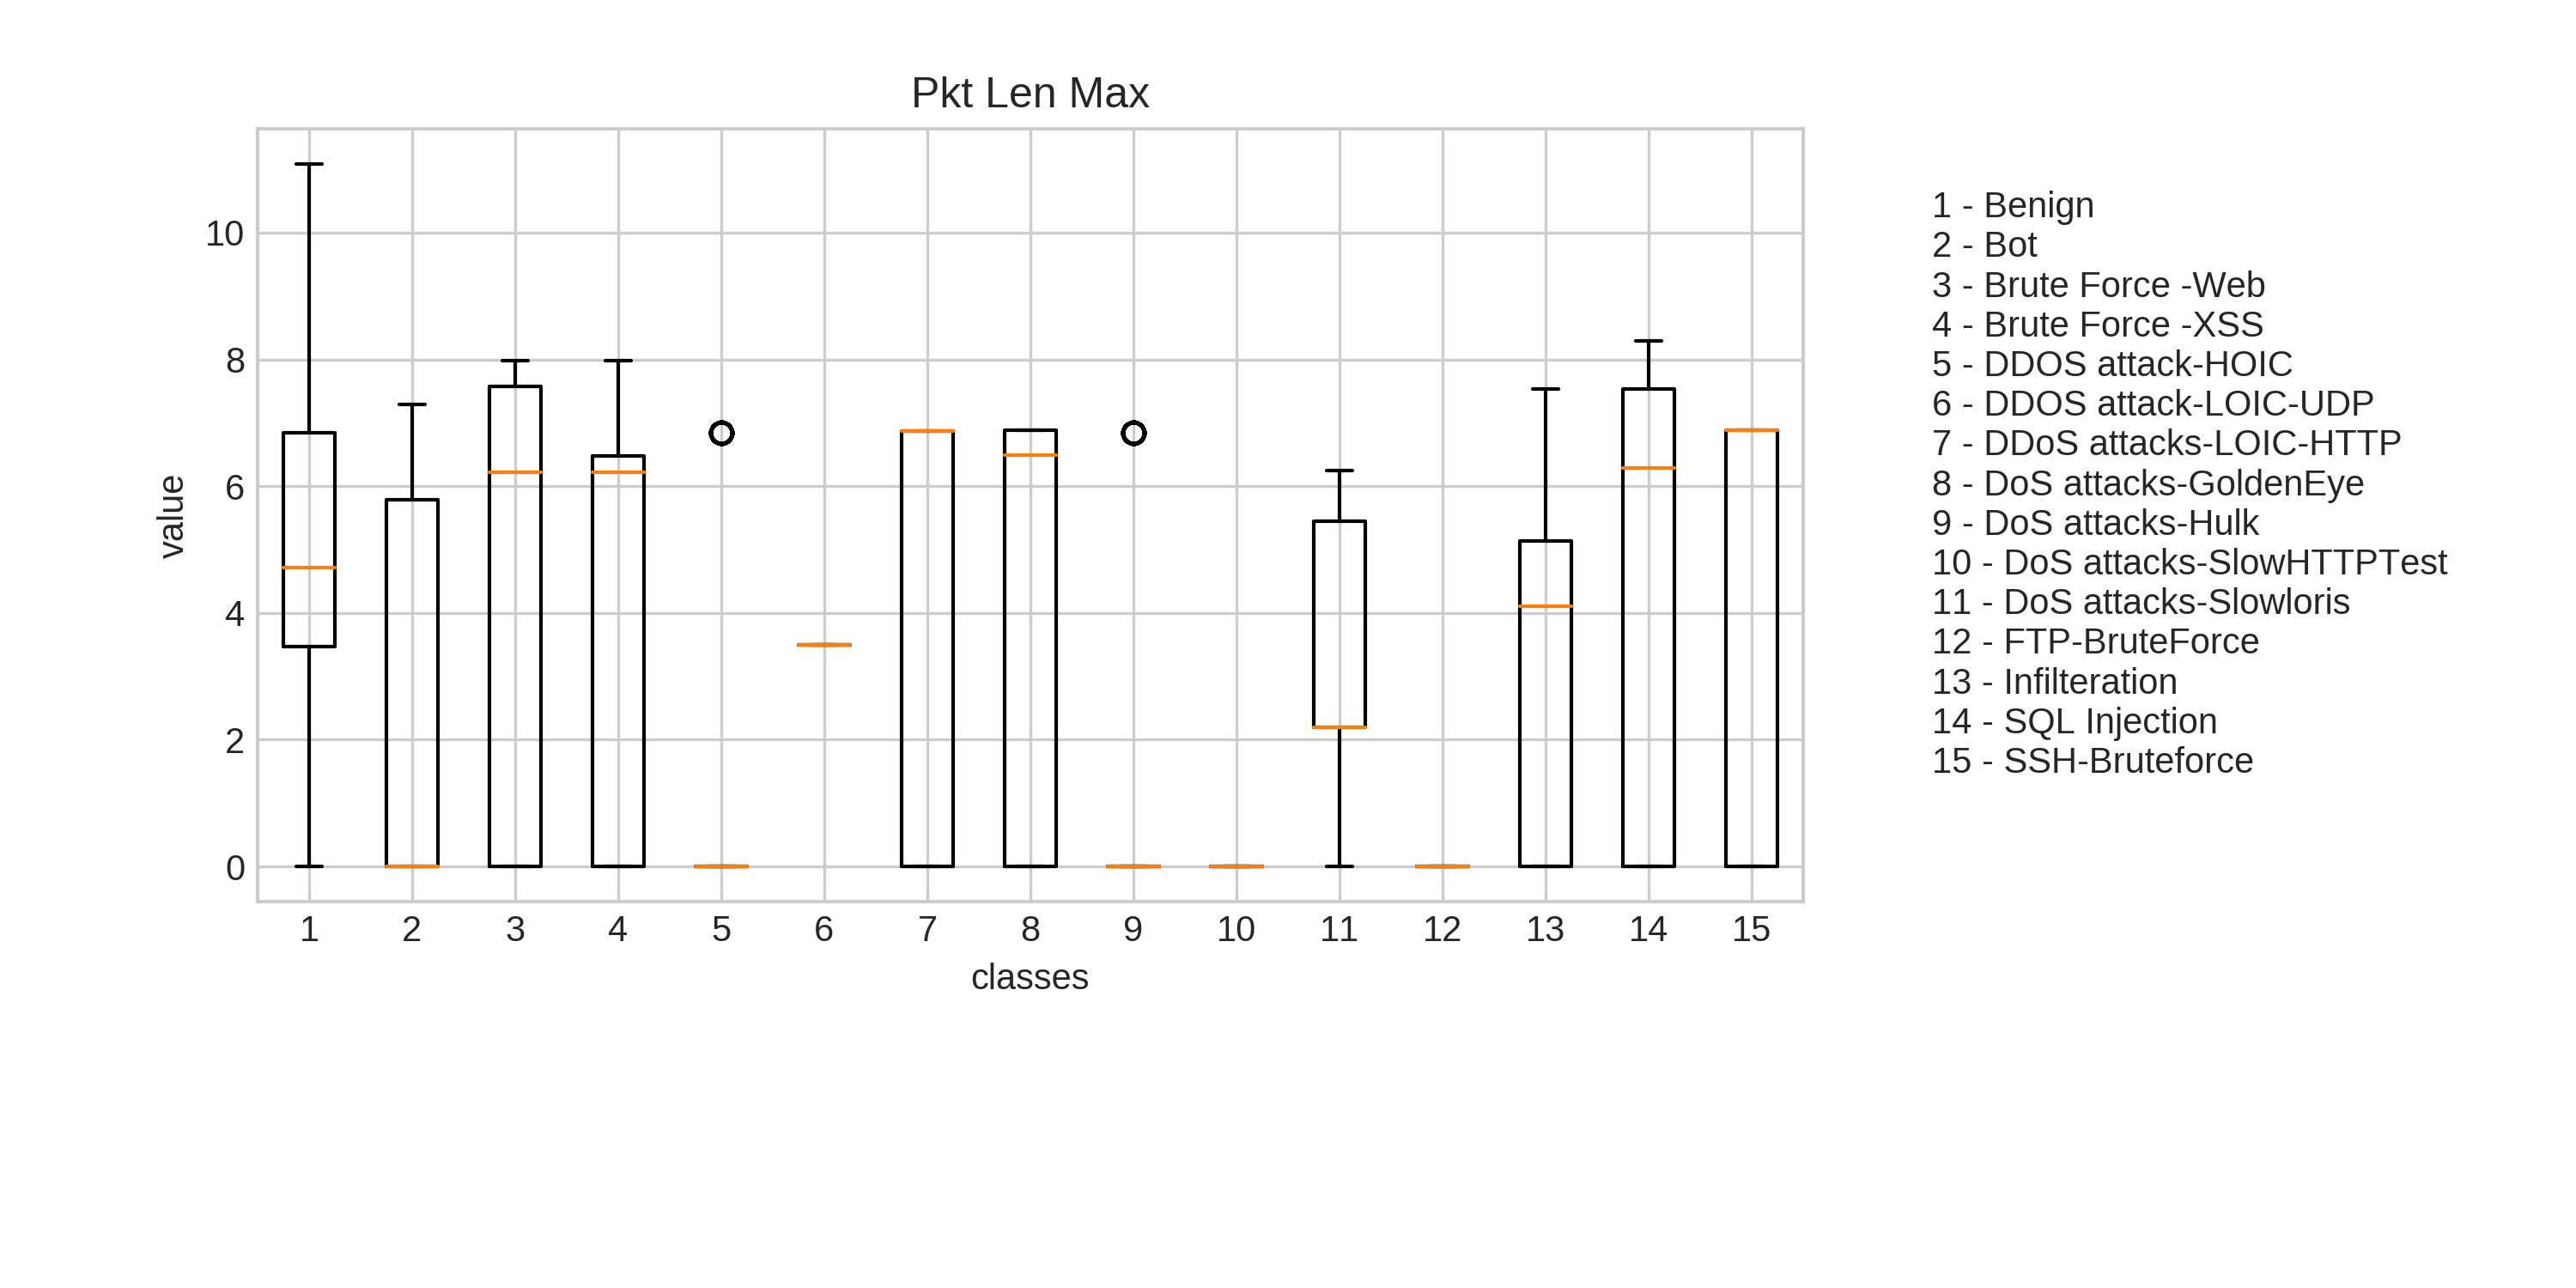 Pkt Len Max
10
8
6
4
2
0
value
1 2 3 4 5 6 7 8 9 10 11 12 13 14 15
classes
1 - Benign
2 - Bot
3 - Brute Force -Web
4 - Brute Force -XSS
5 - DDOS attack-HOIC
6 - DDOS attack-LOIC-UDP
7 - DDoS attacks-LOIC-HTTP
8 - DoS attacks-GoldenEye
9 - DoS attacks-Hulk
10 - DoS attacks-SlowHTTPTest
11 - DoS attacks-Slowloris
12 - FTP-BruteForce
13 - Infilteration
14 - SQL Injection
15 - SSH-Bruteforce